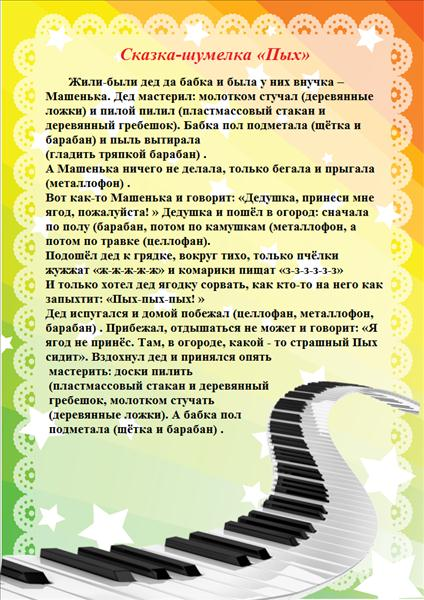 Сказка-шумелка «Пых»
Жили-были дед да бабка и была у них внучка –
Машенька. Дед мастерил: молотком стучал (деревянные
ложки) и пилой пилил (пластмассовый стакан и
деревянный гребешок). Бабка пол подметала (щётка и
барабан) и пыль вытирала
(гладить тряпкой барабан) .
А Машенька ничего не делала, только бегала и прыгала
(металлофон) .
Вот как-то Машенька и говорит: «Дедушка, принеси мне
ягод, пожалуйста! » Дедушка и пошёл в огород: сначала
по полу (барабан, потом по камушкам (металлофон, а
потом по травке (целлофан).
Подошёл дед к грядке, вокруг тихо, только пчёлки
жужжат «ж-ж-ж-ж-ж» и комарики пищат «з-з-з-з-з-з»
И только хотел дед ягодку сорвать, как кто-то на него как
запыхтит: «Пых-пых-пых! »
Дед испугался и домой побежал (целлофан, металлофон,
барабан) . Прибежал, отдышаться не может и говорит: «Я
ягод не принёс. Там, в огороде, какой - то страшный Пых
сидит». Вздохнул дед и принялся опять
мастерить: доски пилить
(пластмассовый стакан и деревянный
гребешок, молотком стучать
(деревянные ложки). А бабка пол
подметала (щётка и барабан) .